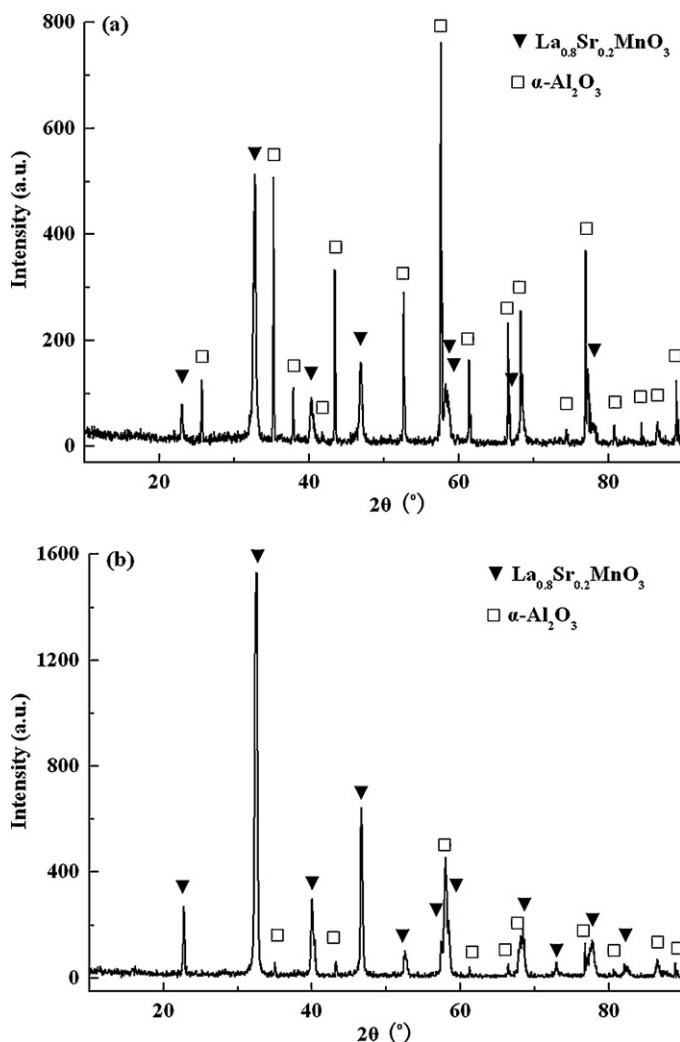 (a)
800
600
400
200
0
Intensity (a.u.)
▼ La0.8Sr0.2MnO3
□ α-Al2O3
20 40 60 80
2θ (°)
(b)
1600
1200
800
400
0
Intensity (a.u.)
▼ La0.8Sr0.2MnO3
□ α-Al2O3
20 40 60 80
2θ (°)